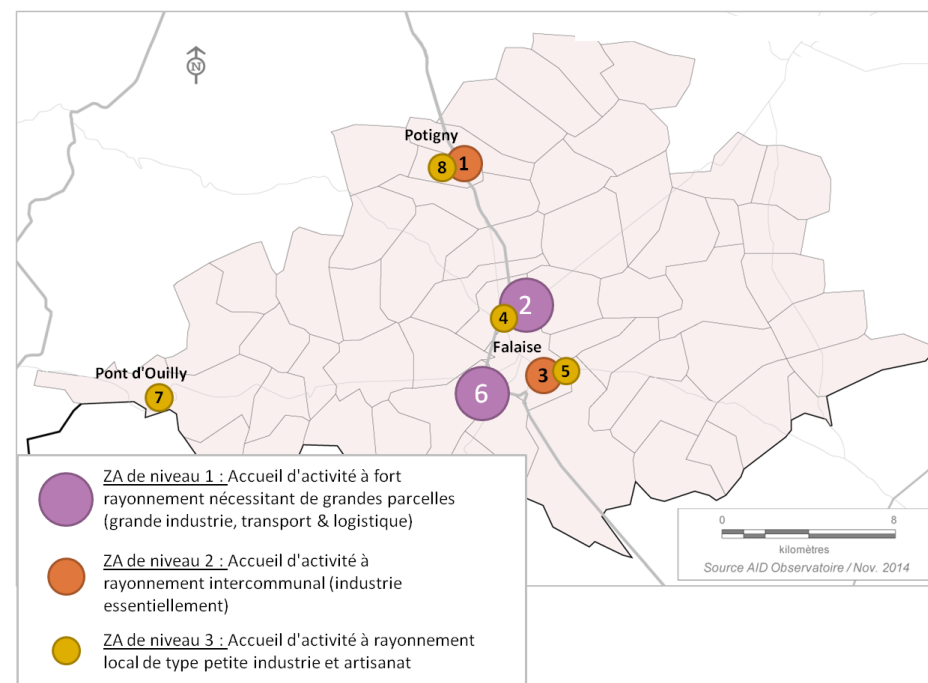 N
Potigny
8
1
2
4
Falaise
3
5
Pont d'Ouilly
7
6
ZA de niveau 1 : Accueil d'activité à fort
rayonnement nécessitant de grandes parcelles
(grande industrie, transport & logistique)
ZA de niveau 2 : Accueil d'activité à
rayonnement intercommunal (industrie
essentiellement)
ZA de niveau 3 : Accueil d'activité à rayonnement
local de type petite industrie et artisanat
0 8
kilomètres
Source AID Observatoire / Nov. 2014